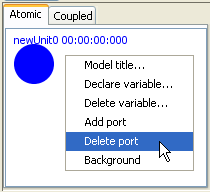 Atomic Coupled
newUnit0 00:00:00:000
Model title...
Declare variable...
Delete variable...
Add port
Delete port
Background